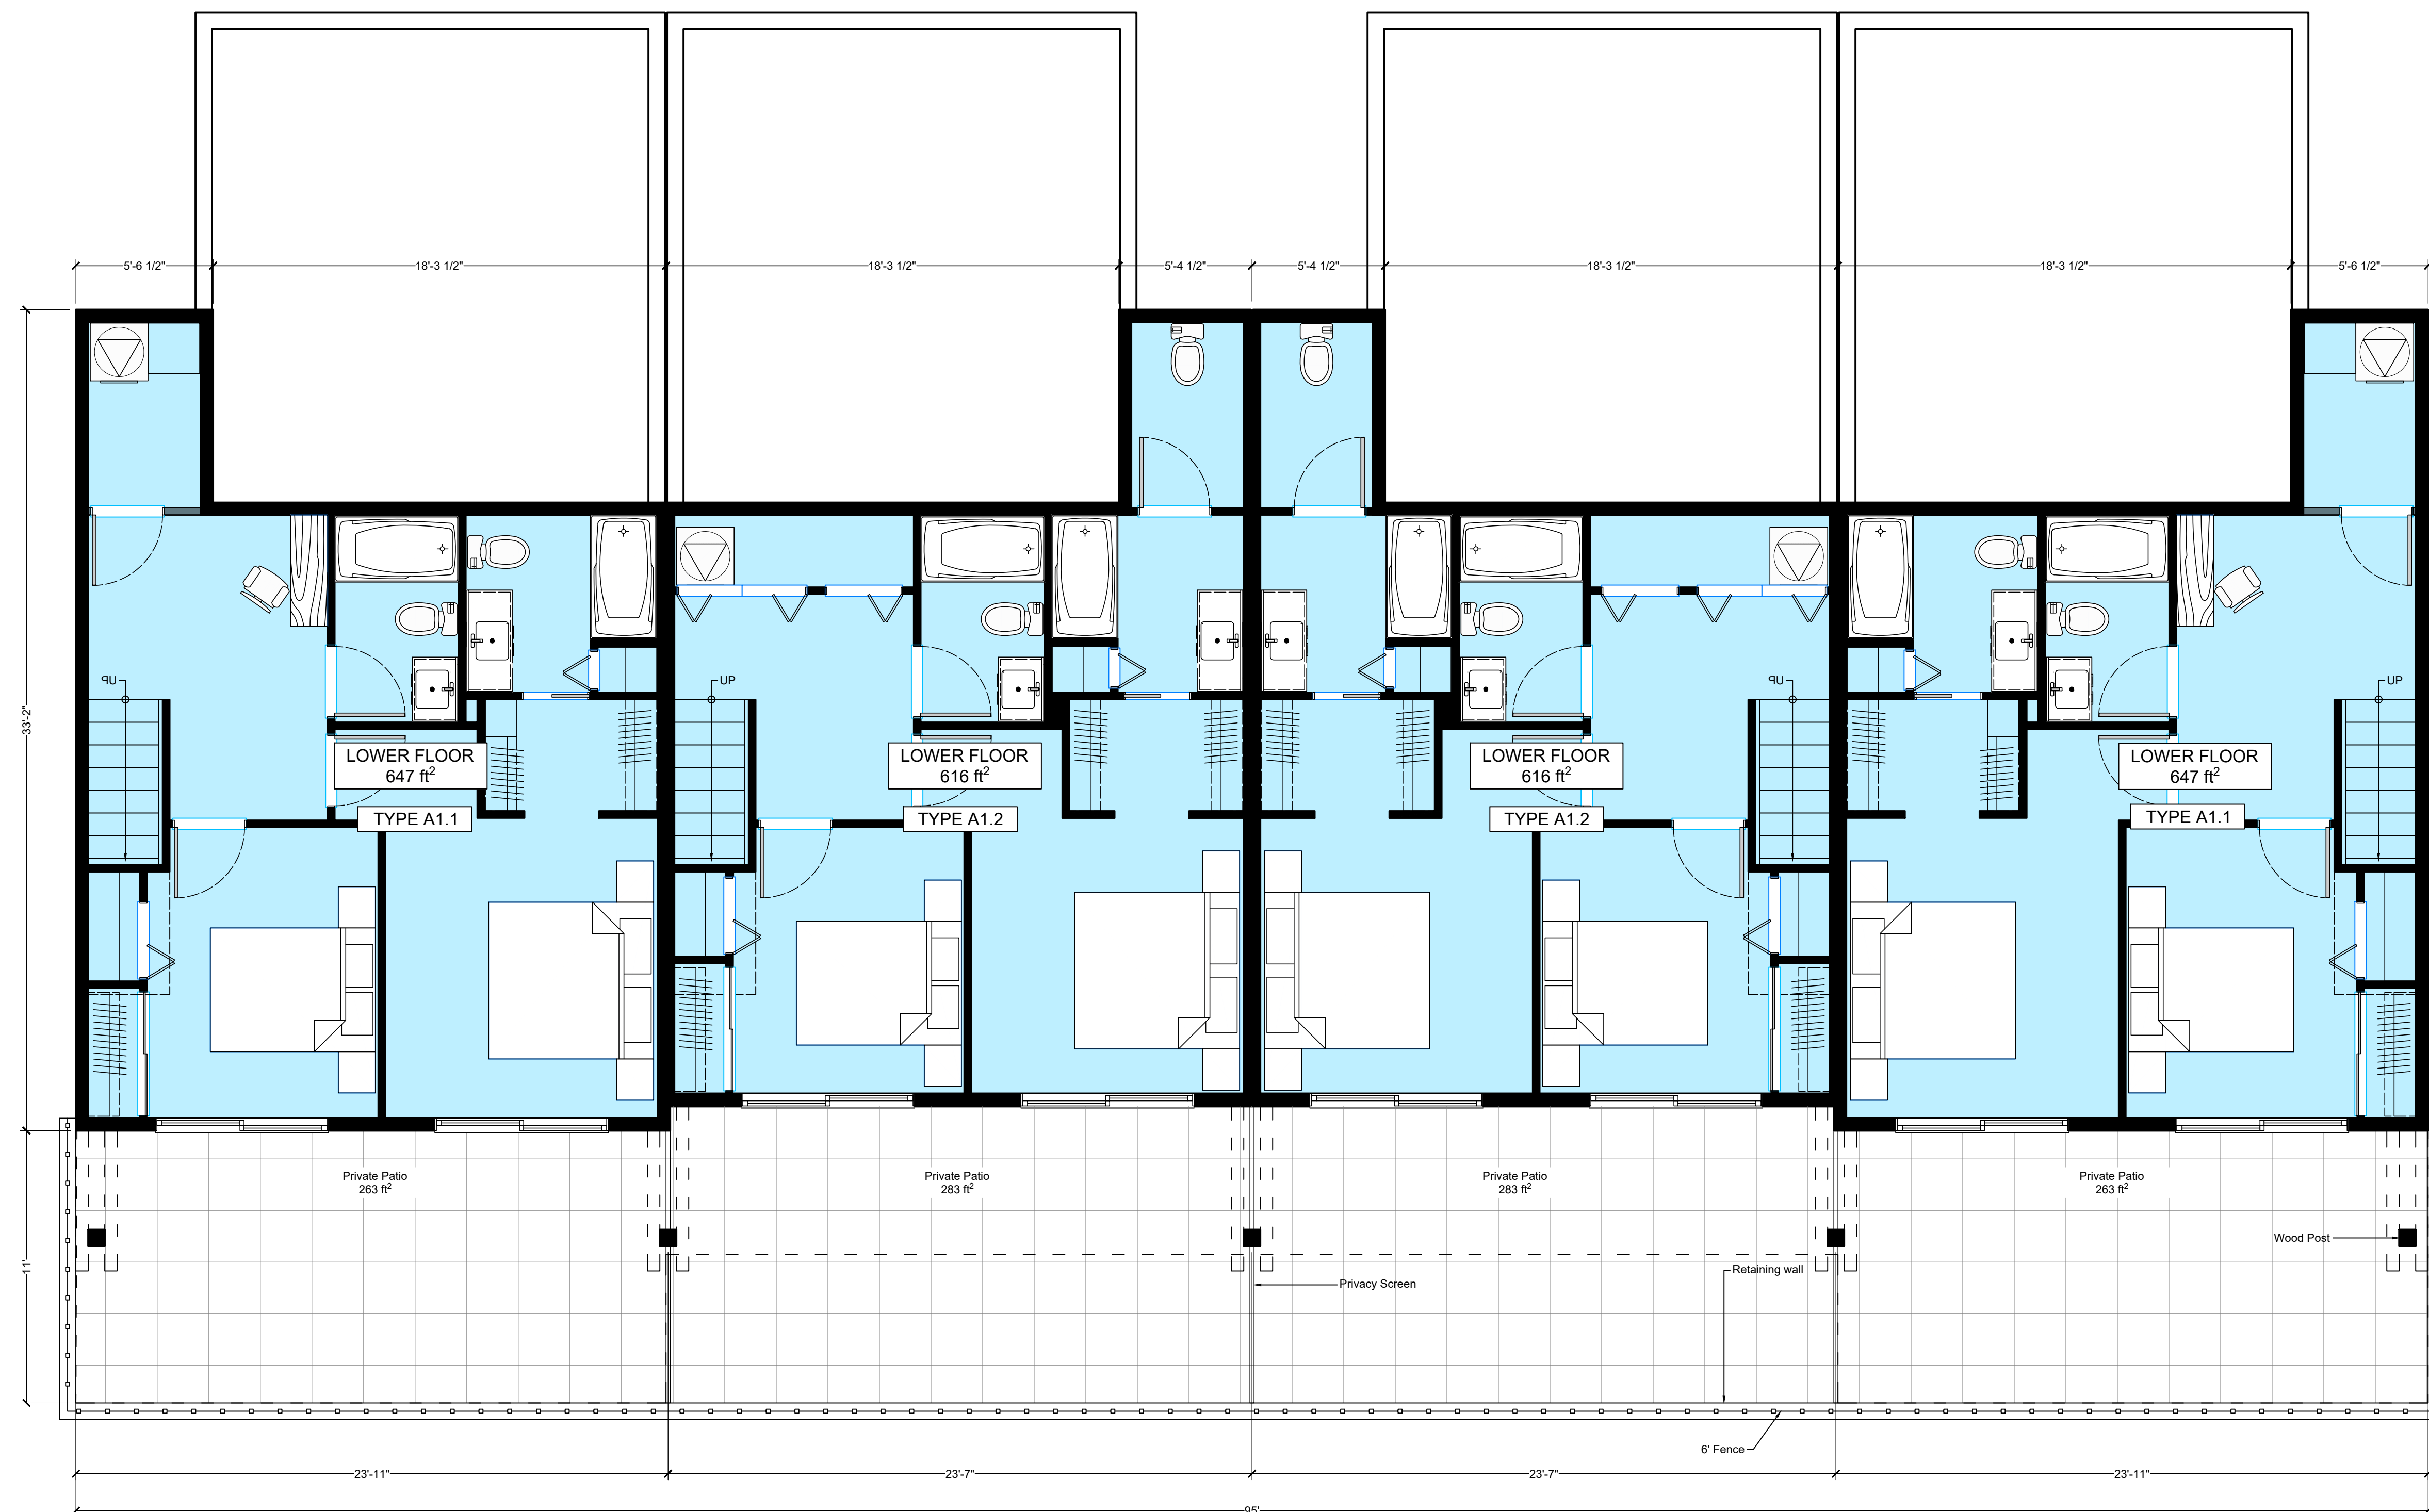 5'-6 1/2"
18'-3 1/2"
18'-3 1/2"
5'-4 1/2"
5'-4 1/2"
18'-3 1/2"
18'-3 1/2"
5'-6 1/2"
33'-2"
11'
UP
UP
UP
UP
LOWER FLOOR
647 ft²
TYPE A1.1
LOWER FLOOR
616 ft²
TYPE A1.2
LOWER FLOOR
616 ft²
TYPE A1.2
LOWER FLOOR
647 ft²
TYPE A1.1
Private Patio
263 ft²
Private Patio
283 ft²
Private Patio
283 ft²
Private Patio
263 ft²
Wood Post
Retaining wall
Privacy Screen
6' Fence
23'-11"
23'-7"
23'-7"
23'-11"
95'